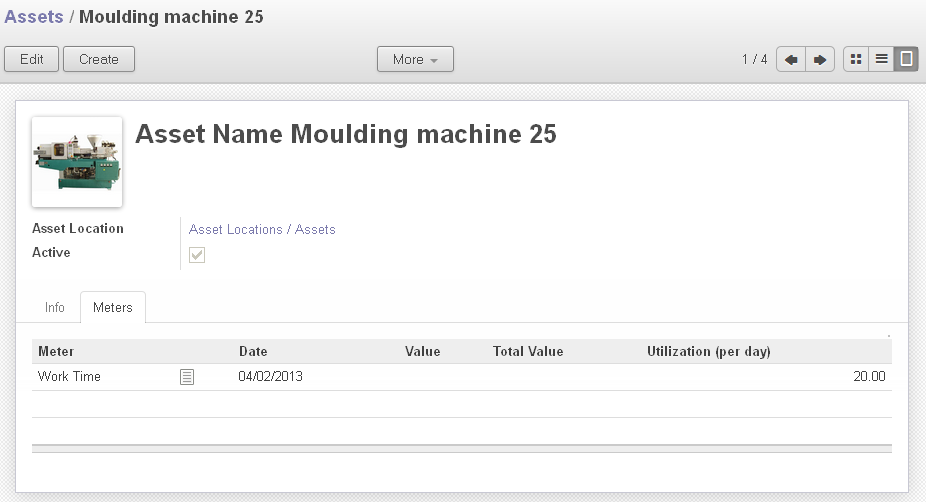 Assets / Moulding machine 25
Edit Create More 1 / 4
Asset Name Moulding machine 25
Asset Location Asset Locations / Assets
Active
Info Meters
Meter Date Value Total Value Utilization (per day)
Work Time 04/02/2013 20.00